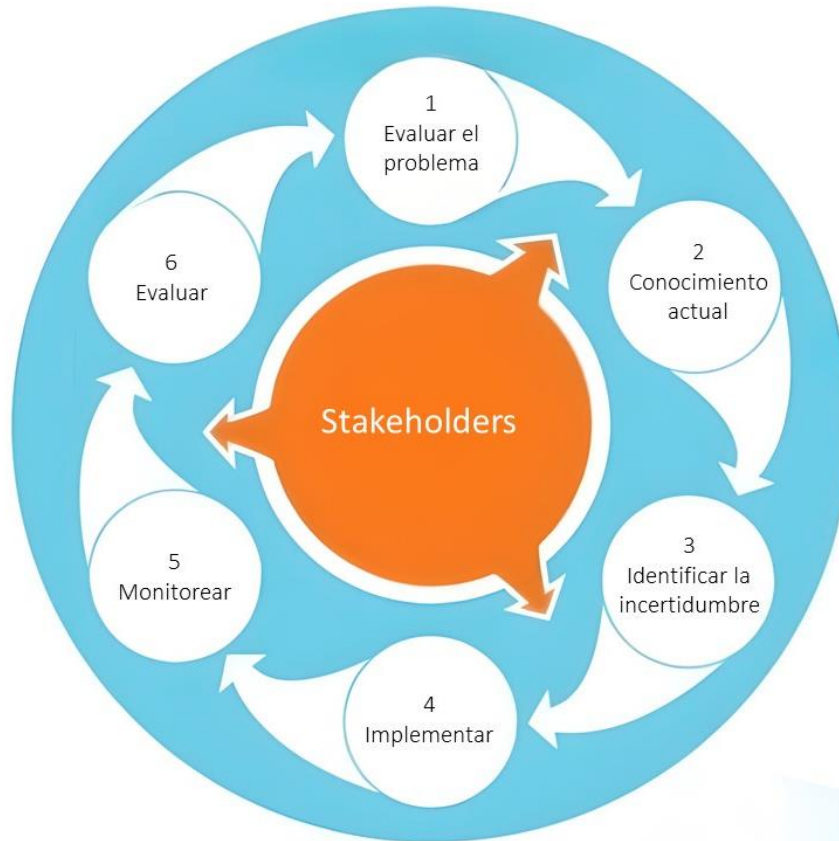 1
Evaluar el
problema
2
Conocimiento
actual
3
Identificar la
incertidumbre
4
Implementar
5
Monitorear
6
Evaluar
Stakeholders